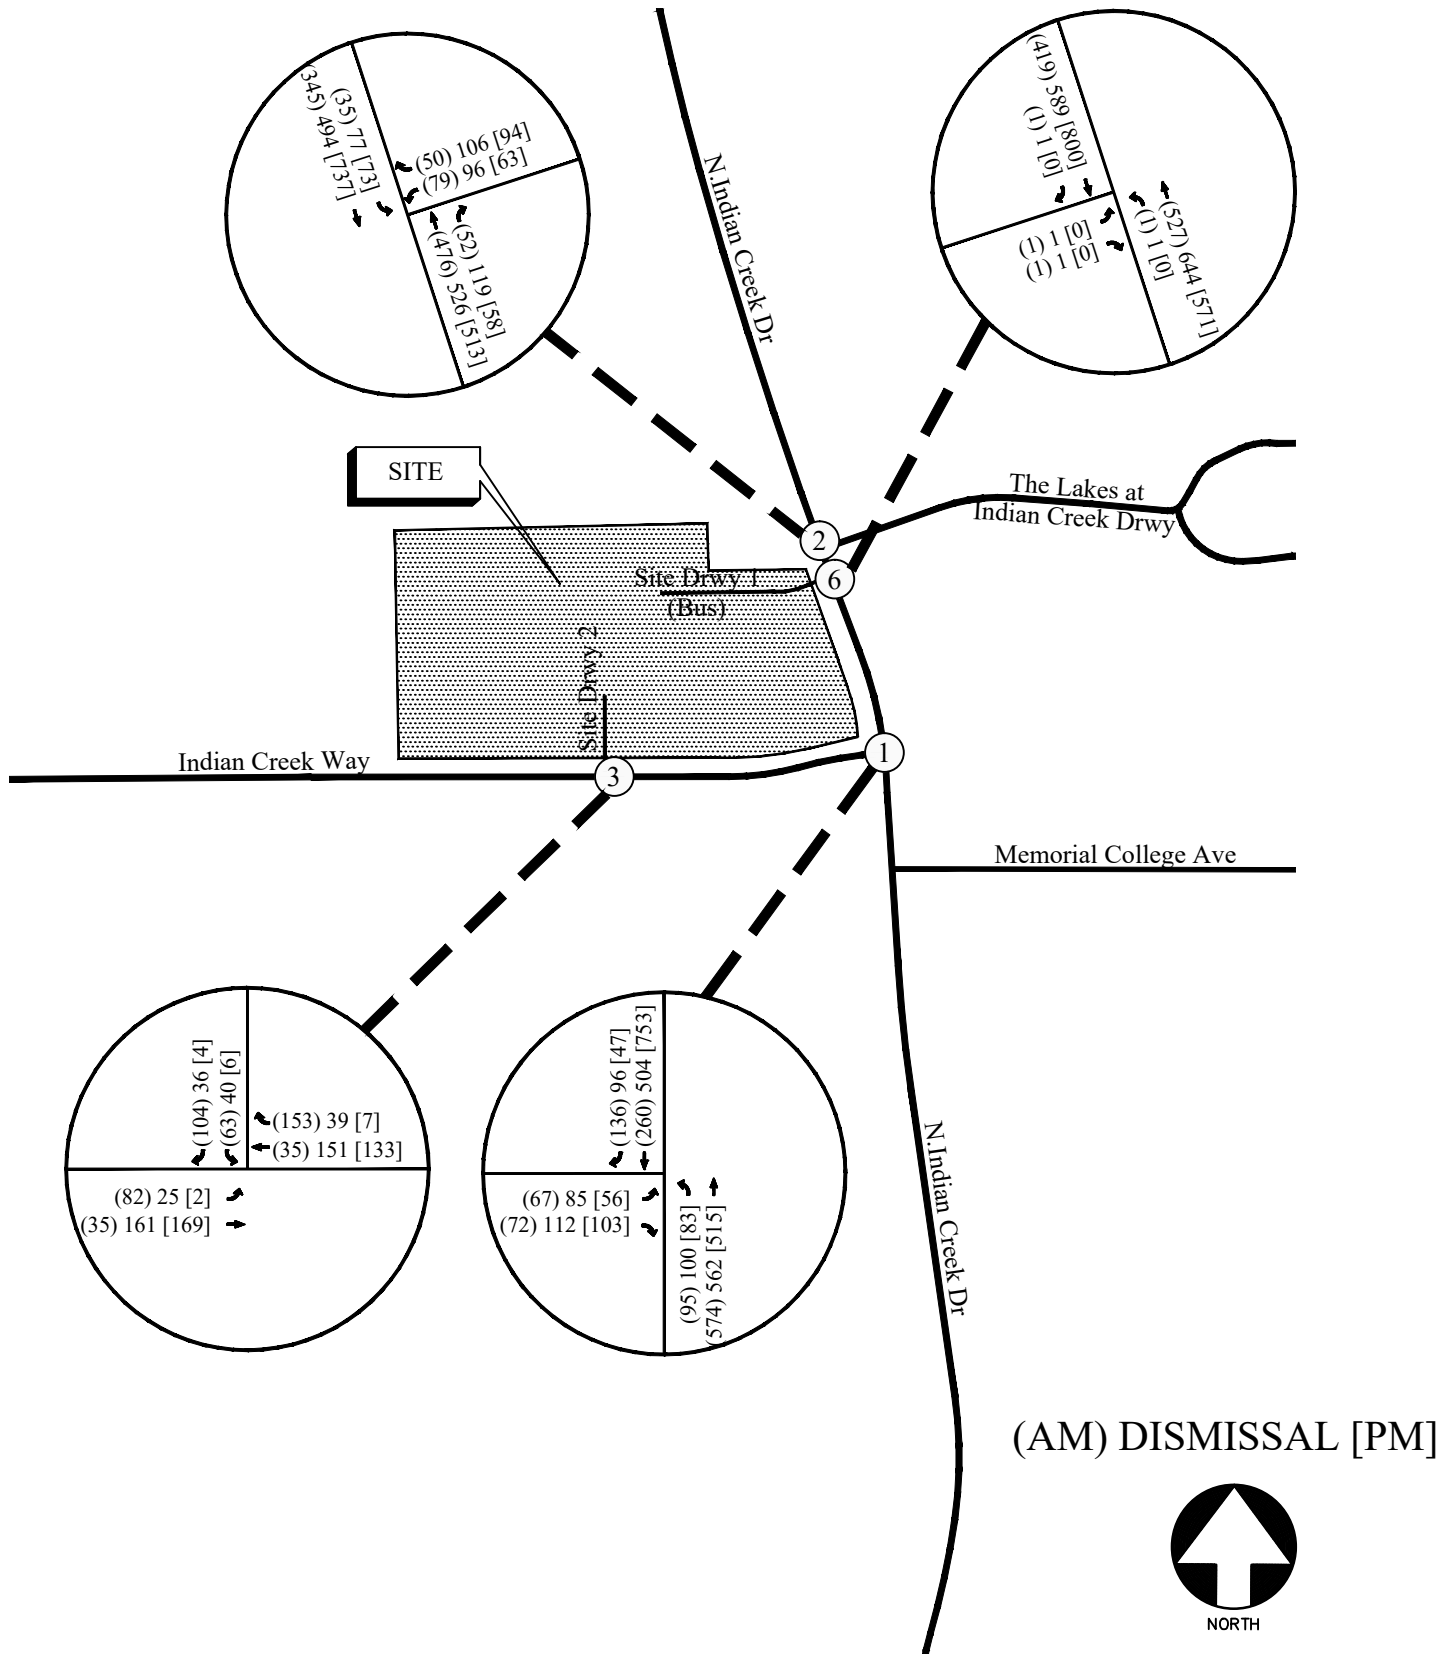 (345) 494 [737]
(35) 77 [73]
(50) 106 [94]
(79) 96 [63]
(52) 119 [58]
(476) 526 [513]
(419) 589 [800]
(1) 1 [0]
(1) 1 [0]
(1) 1 [0]
(527) 644 [571]
(1) 1 [0]
N.Indian Creek Dr
SITE
The Lakes at
Indian Creek Drwy
2
6
Site Drwy 1
(Bus)
Site Drwy 2
Indian Creek Way
3
1
Memorial College Ave
(104) 36 [4]
(63) 40 [6]
(153) 39 [7]
(35) 151 [133]
(82) 25 [2]
(35) 161 [169]
(136) 96 [47]
(260) 504 [753]
(67) 85 [56]
(72) 112 [103]
(95) 100 [83]
(574) 562 [515]
N.Indian Creek Dr
(AM) DISMISSAL [PM]
NORTH